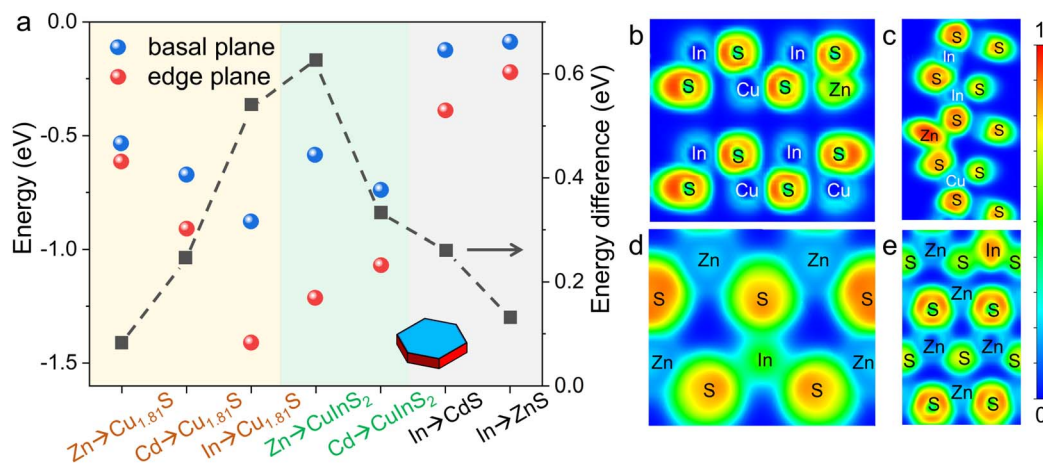 a
0.0
-0.5
-1.0
-1.5
Energy (eV)
basal plane
edge plane
0.6
0.4
0.2
0.0
Energy difference (eV)
Zn→Cu1.81S
Cd→Cu1.81S
In→Cu1.81S
Zn→CuInS2
Cd→CuInS2
In→CdS
In→ZnS
b
In S In S
S Cu S Zn
In S In S
S Cu S Cu
c
S
In S
S
In S
S
Zn S
S
S
Cu
S
S
d
Zn Zn
S S S
Zn In Zn
S S
e
Zn In
S S S
Zn
S S
Zn Zn
S S S
Zn
S S
1
0